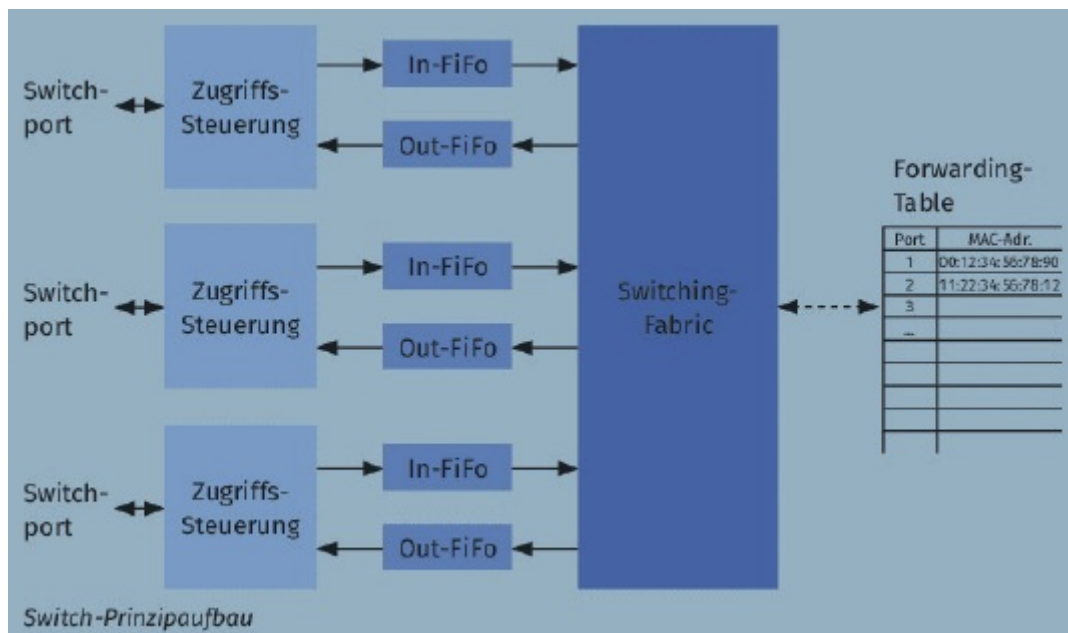 Switch-
port
Zugriffs-
Steuerung
In-FiFo
Out-FiFo
Switch-
port
Zugriffs-
Steuerung
In-FiFo
Out-FiFo
Switch-
port
Zugriffs-
Steuerung
In-FiFo
Out-FiFo
Switching-
Fabric
Forwarding-
Table
Port MAC-Adr.
1 D0:12:34:56:78:90
2 11:22:34:56:78:12
3
...
Switch-Prinzipaufbau